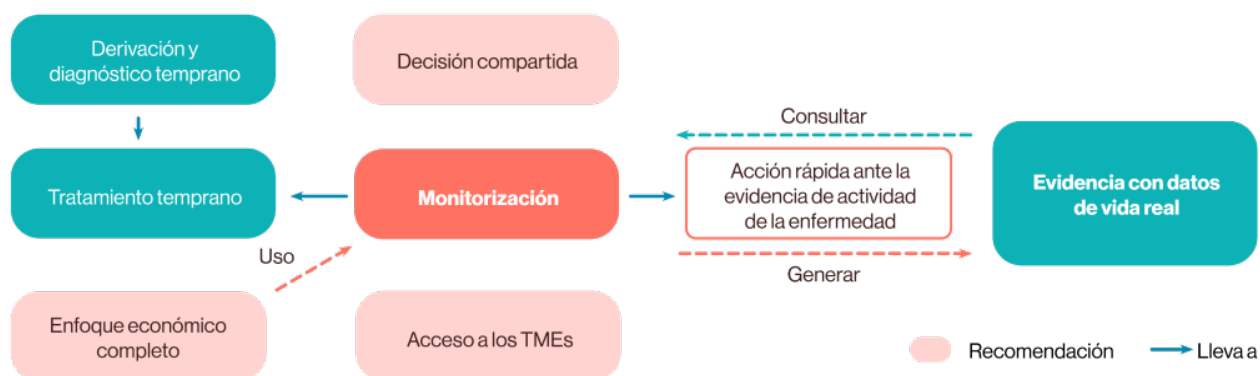 Derivación y
diagnóstico temprano
Decisión compartida
Consultar
Tratamiento temprano
Monitorización
Acción rápida ante la
evidencia de actividad
de la enfermedad
Evidencia con datos
de vida real
Uso
Generar
Enfoque económico
completo
Acceso a los TMEs
Recomendación
Lleva a